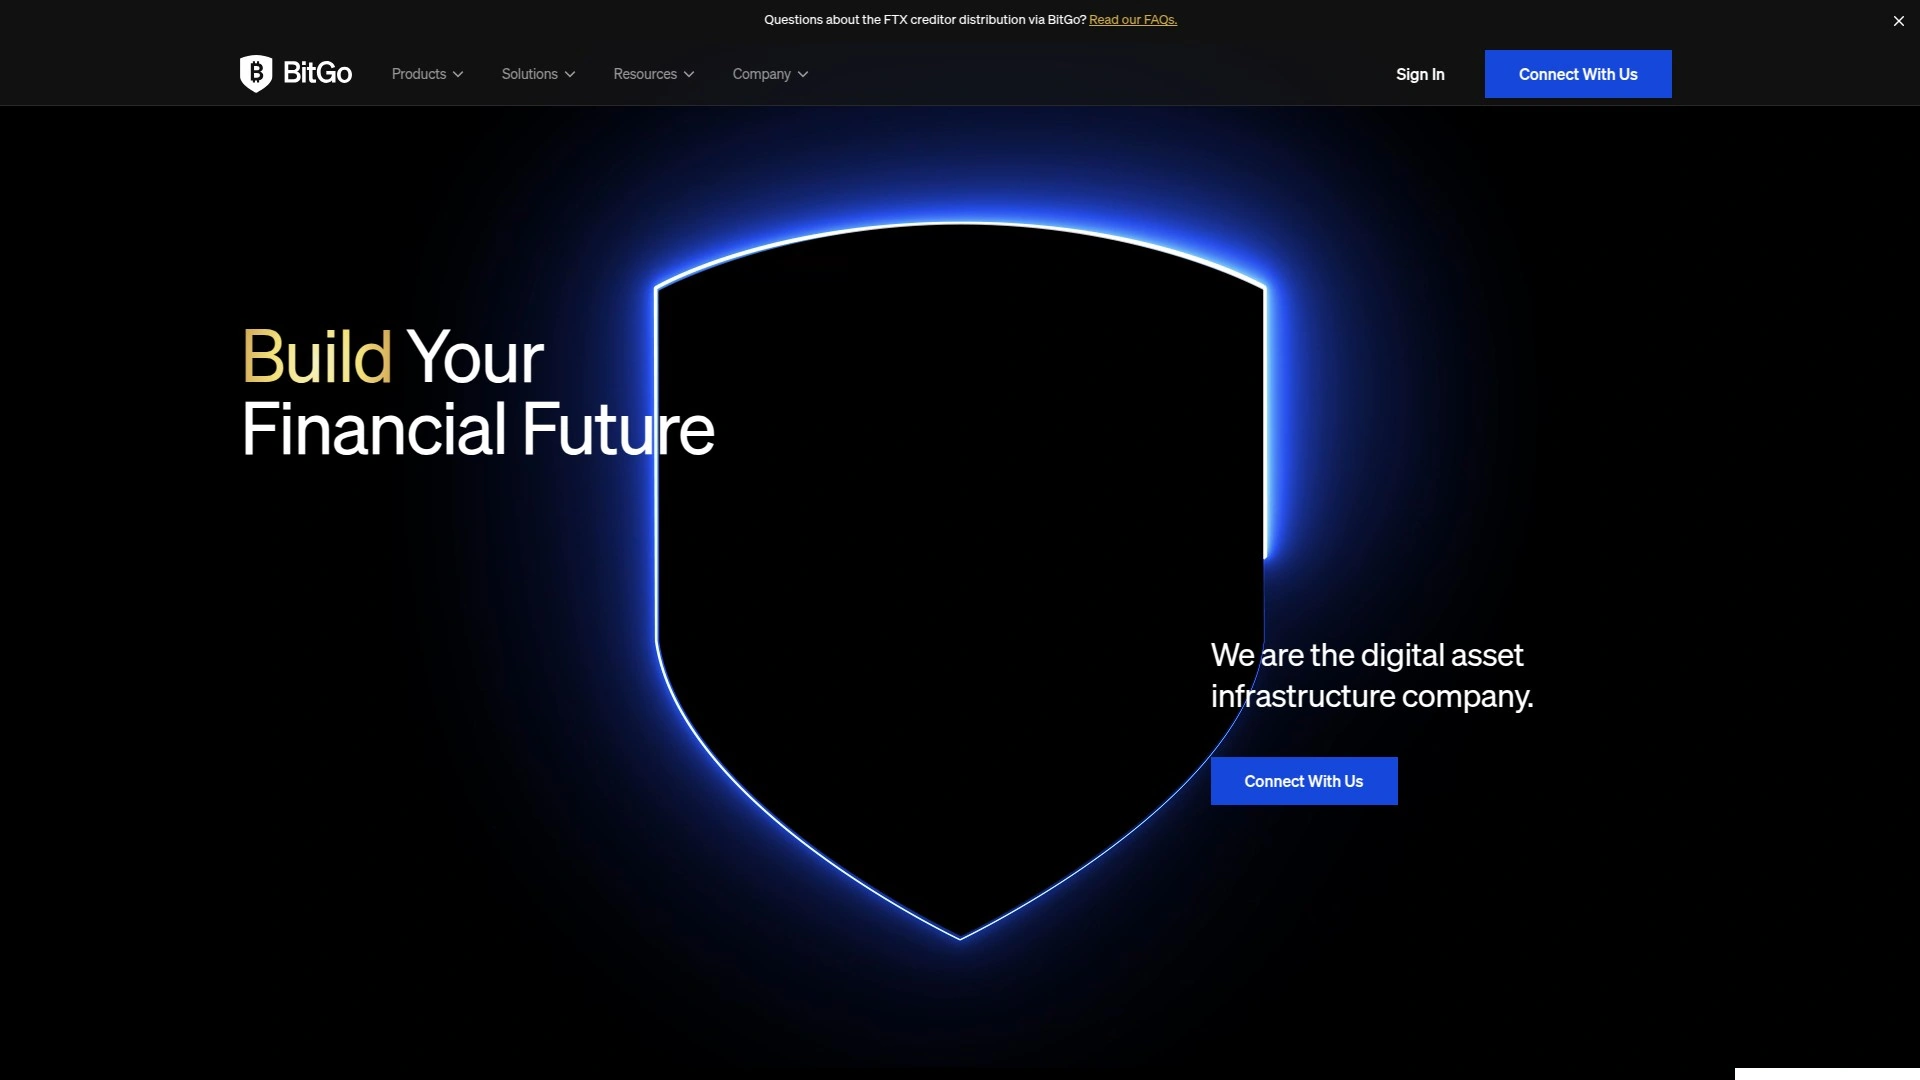 Questions about the FTX creditor distribution via BitGo? Read our FAQs.
BitGo
Products
Solutions
Resources
Company
Sign In
Connect With Us
Build Your
Financial Future
We are the digital asset
infrastructure company.
Connect With Us